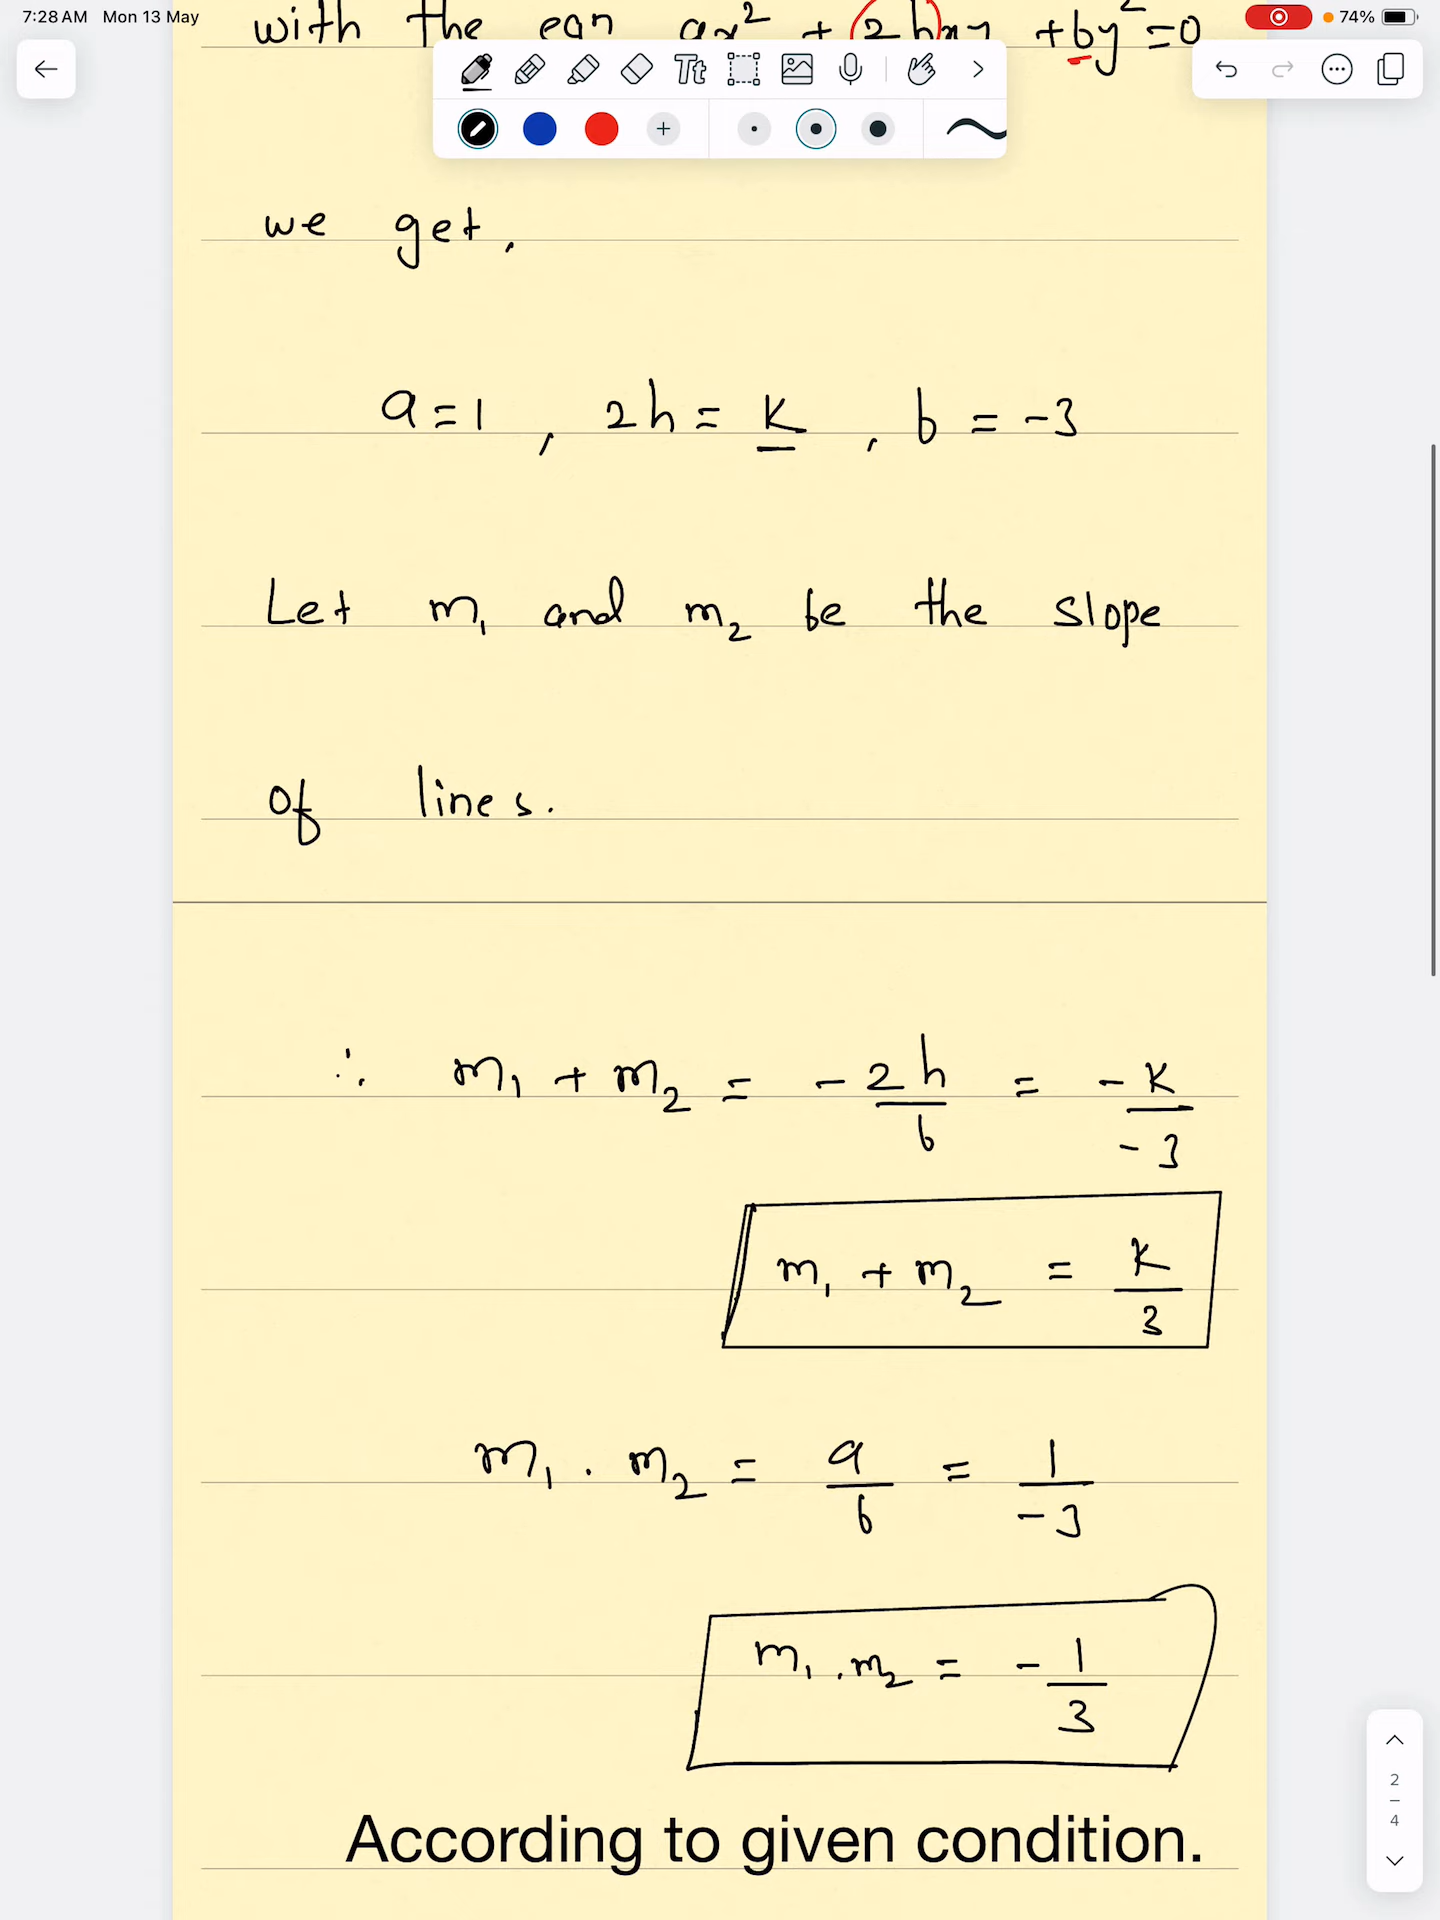 7:28 AM Mon 13 May
74%
with the eqn ax² + 2hxy + by² = 0
Tt
we get,
a = 1 , 2h = k , b = -3
Let m₁ and m₂ be the slope
of lines.
∴ m₁ + m₂ = -2h/b = -k/-3
m₁ + m₂ = k/3
m₁ . m₂ = a/b = 1/-3
m₁ . m₂ = -1/3
According to given condition.
2
4